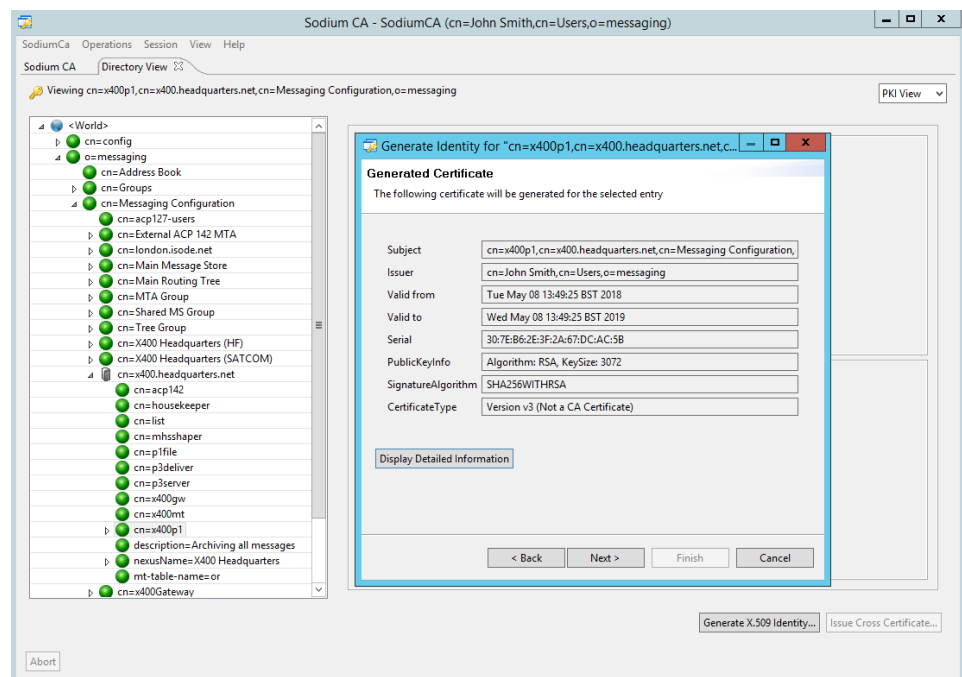 Sodium CA - SodiumCA (cn=John Smith,cn=Users,o=messaging)
SodiumCa Operations Session View Help
Sodium CA Directory View
Viewing cn=x400p1,cn=x400.headquarters.net,cn=Messaging Configuration,o=messaging
PKI View
<World>
cn=config
o=messaging
cn=Address Book
cn=Groups
cn=Messaging Configuration
cn=acp127-users
cn=External ACP 142 MTA
cn=london.isode.net
cn=Main Message Store
cn=Main Routing Tree
cn=MTA Group
cn=Shared MS Group
cn=Tree Group
cn=X400 Headquarters (HF)
cn=X400 Headquarters (SATCOM)
cn=x400.headquarters.net
cn=acp142
cn=housekeeper
cn=list
cn=mhsshaper
cn=p1file
cn=p3deliver
cn=p3server
cn=x400gw
cn=x400mt
cn=x400p1
description=Archiving all messages
nexusName=X400 Headquarters
mt-table-name=or
cn=x400Gateway
Generate Identity for "cn=x400p1,cn=x400.headquarters.net,c...
Generated Certificate
The following certificate will be generated for the selected entry
Subject cn=x400p1,cn=x400.headquarters.net,cn=Messaging Configuration,
Issuer cn=John Smith,cn=Users,o=messaging
Valid from Tue May 08 13:49:25 BST 2018
Valid to Wed May 08 13:49:25 BST 2019
Serial 30:7E:B6:2E:3F:2A:67:DC:AC:5B
PublicKeyInfo Algorithm: RSA, KeySize: 3072
SignatureAlgorithm SHA256WITHRSA
CertificateType Version v3 (Not a CA Certificate)
Display Detailed Information
< Back Next > Finish Cancel
Generate X.509 Identity... Issue Cross Certificate...
Abort